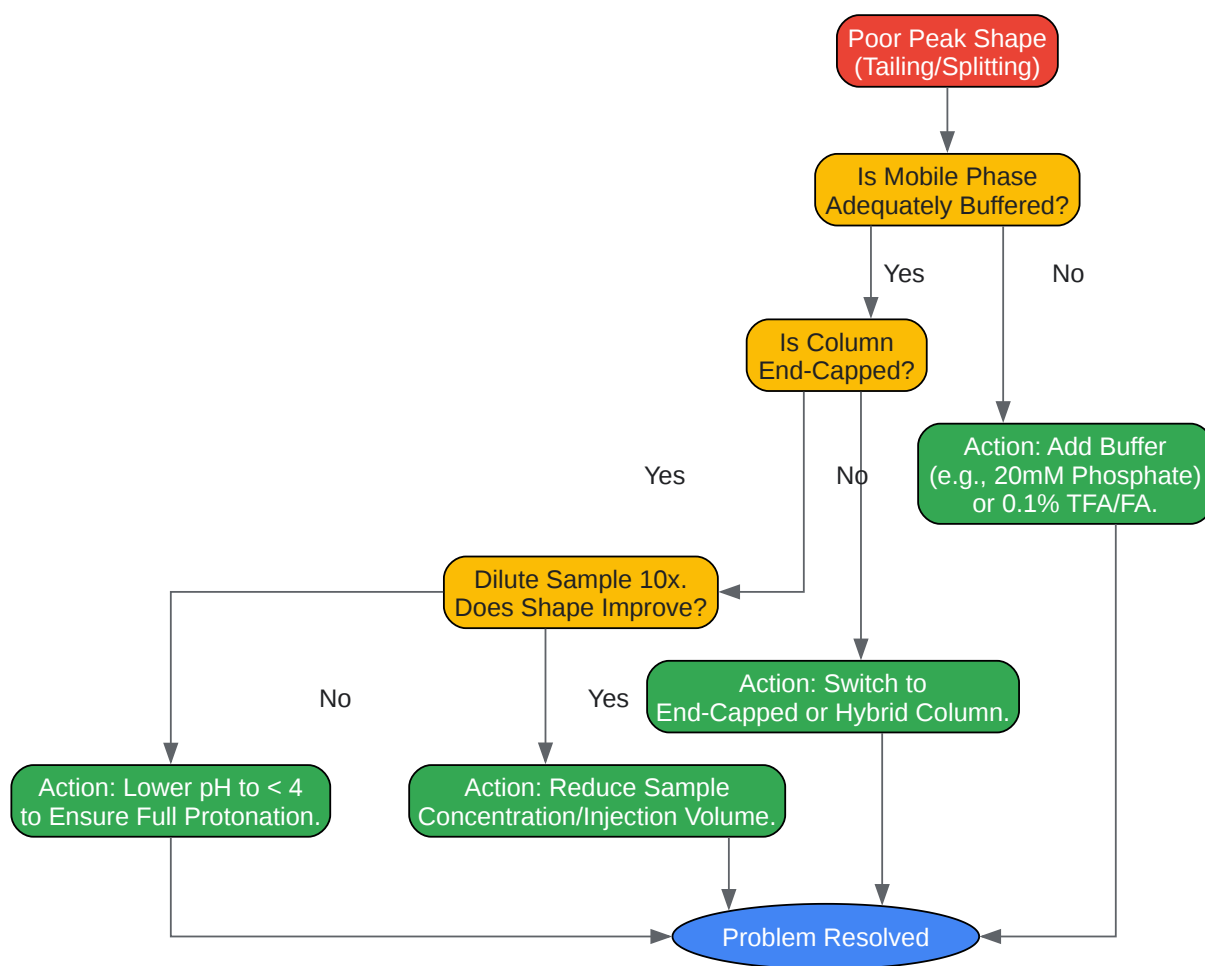 Poor Peak Shape
(Tailing/Splitting)
Is Mobile Phase
Adequately Buffered?
Yes
No
Is Column
End-Capped?
Yes
No
Action: Add Buffer
(e.g., 20mM Phosphate)
or 0.1% TFA/FA.
Dilute Sample 10x.
Does Shape Improve?
No
Yes
Action: Switch to
End-Capped or Hybrid Column.
Action: Lower pH to < 4
to Ensure Full Protonation.
Action: Reduce Sample
Concentration/Injection Volume.
Problem Resolved